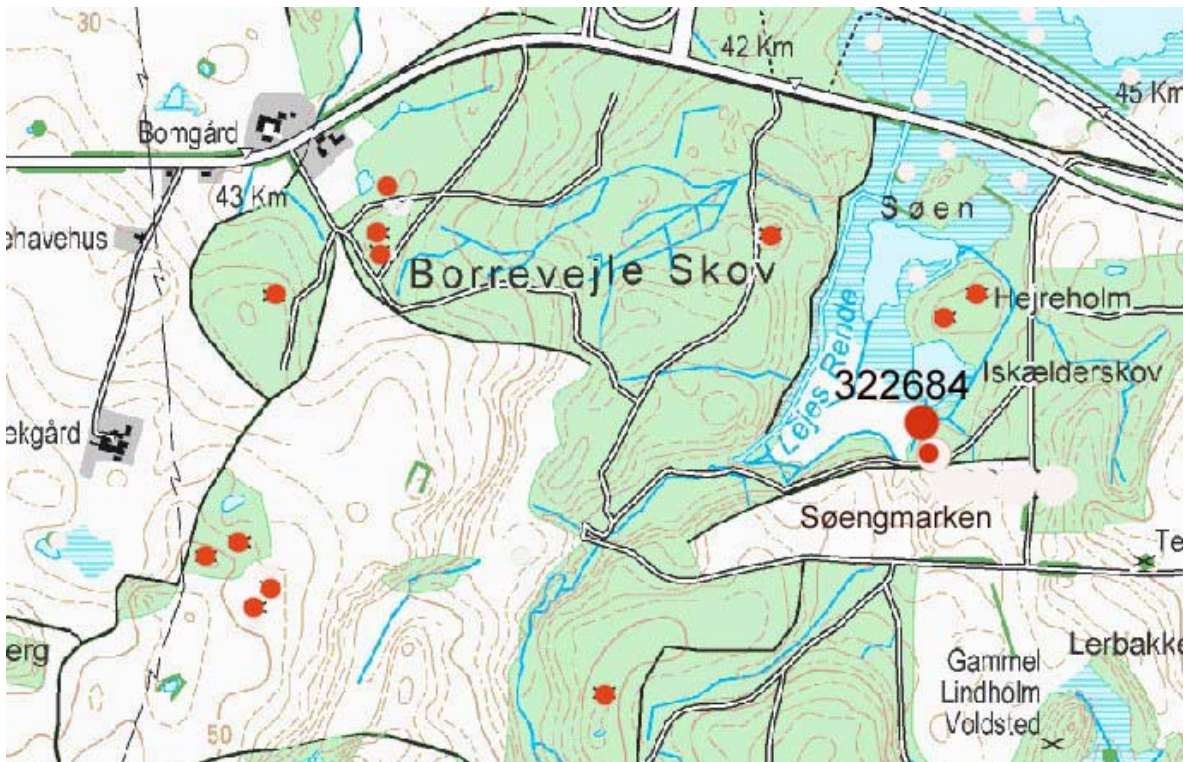 30
42 Km
45 Km
Bomgård
43 Km
Søen
ehavehus
Borrevejle Skov
Hejreholm
Lejes Rende
322684
Iskælderskov
ekgård
Søengmarken
Te
erg
Lerbakke
Gammel
Lindholm
Voldsted
50